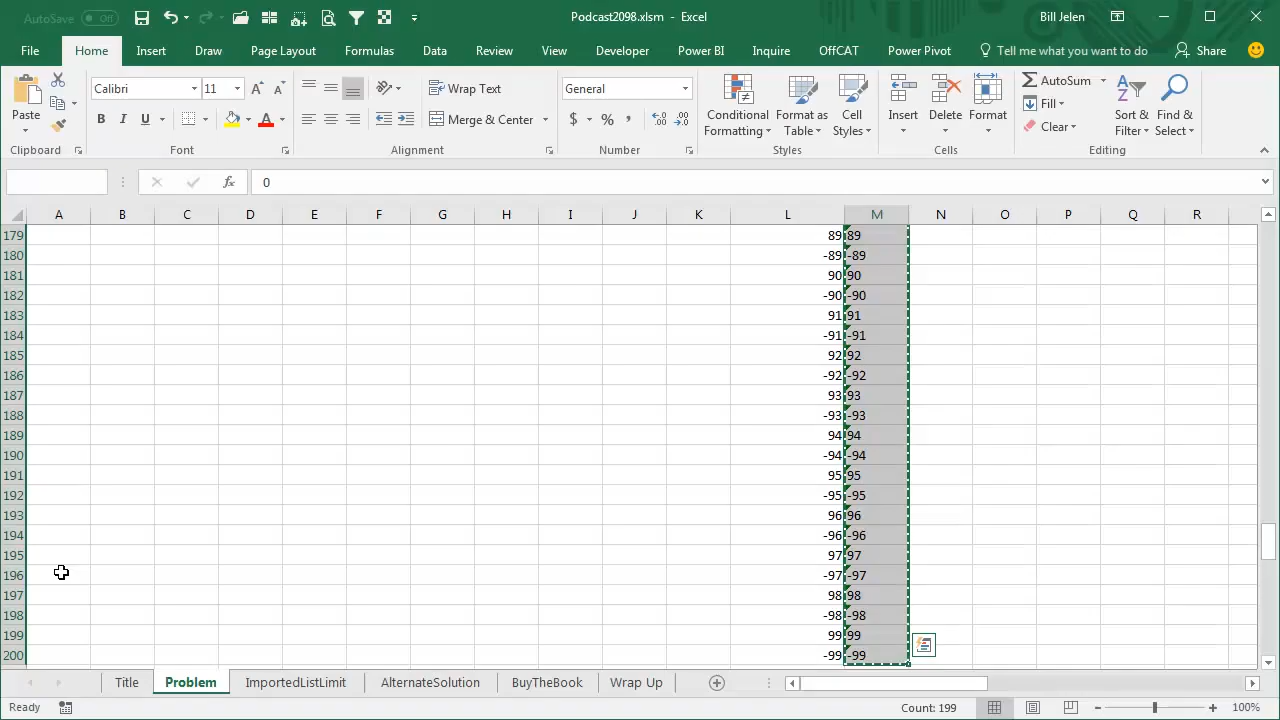 AutoSave Off
Podcast2098.xlsm - Excel
Bill Jelen
File Home Insert Draw Page Layout Formulas Data Review View Developer Power BI Inquire OffCAT Power Pivot Tell me what you want to do Share
Paste
Calibri 11
Wrap Text
General
Conditional Formatting
Format as Table
Cell Styles
Insert
Delete
Format
AutoSum
Fill
Clear
Sort & Filter
Find & Select
B I U A
Merge & Center
$ % ,
Clipboard Font Alignment Number Styles Cells Editing
fx 0
A B C D E F G H I J K L M N O P Q R
179 89 89
180 -89 -89
181 90 90
182 -90 -90
183 91 91
184 -91 -91
185 92 92
186 -92 -92
187 93 93
188 -93 -93
189 94 94
190 -94 -94
191 95 95
192 -95 -95
193 96 96
194 -96 -96
195 97 97
196 -97 -97
197 98 98
198 -98 -98
199 99 99
200 -99 -99
Title Problem ImportedListLimit AlternateSolution BuyTheBook Wrap Up
Ready Count: 199 100%